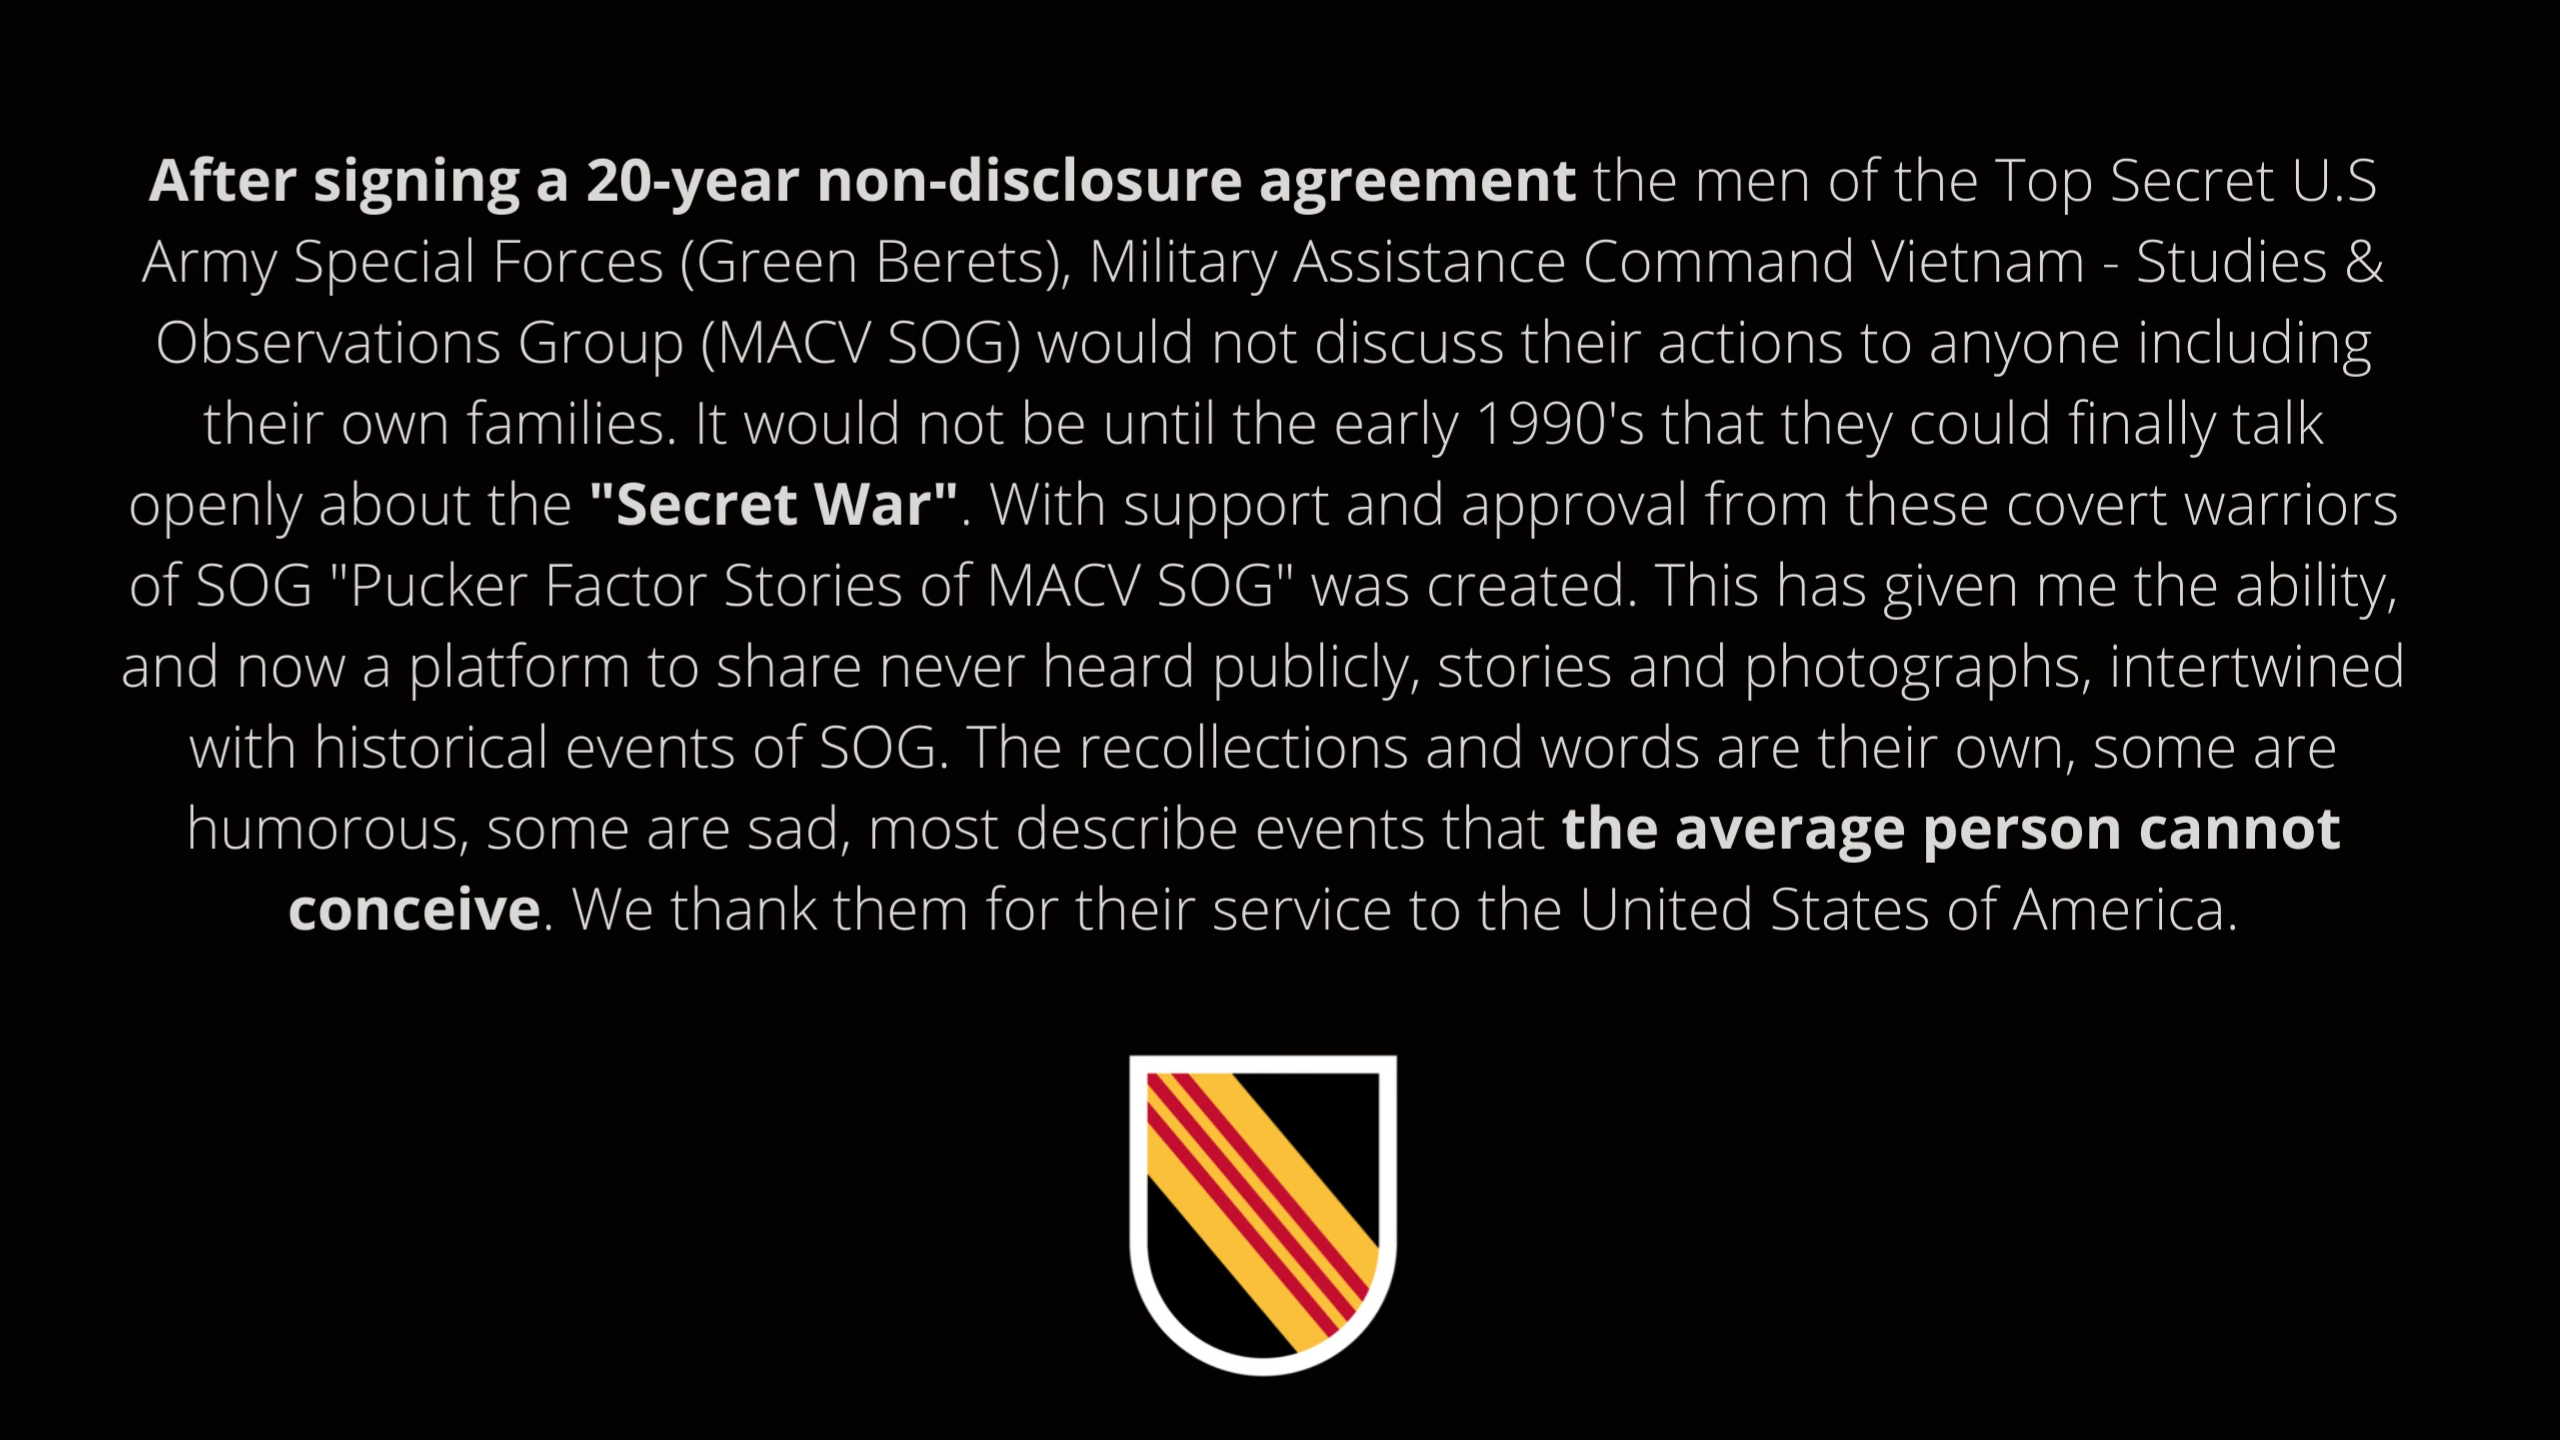 After signing a 20-year non-disclosure agreement the men of the Top Secret U.S
Army Special Forces (Green Berets), Military Assistance Command Vietnam - Studies &
Observations Group (MACV SOG) would not discuss their actions to anyone including
their own families. It would not be until the early 1990's that they could finally talk
openly about the "Secret War". With support and approval from these covert warriors
of SOG "Pucker Factor Stories of MACV SOG" was created. This has given me the ability,
and now a platform to share never heard publicly, stories and photographs, intertwined
with historical events of SOG. The recollections and words are their own, some are
humorous, some are sad, most describe events that the average person cannot
conceive. We thank them for their service to the United States of America.